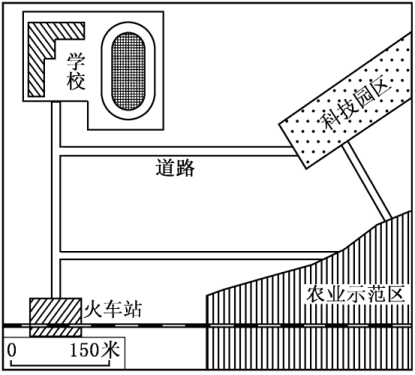 学校
科技园区
道路
农业示范区
火车站
0 150米